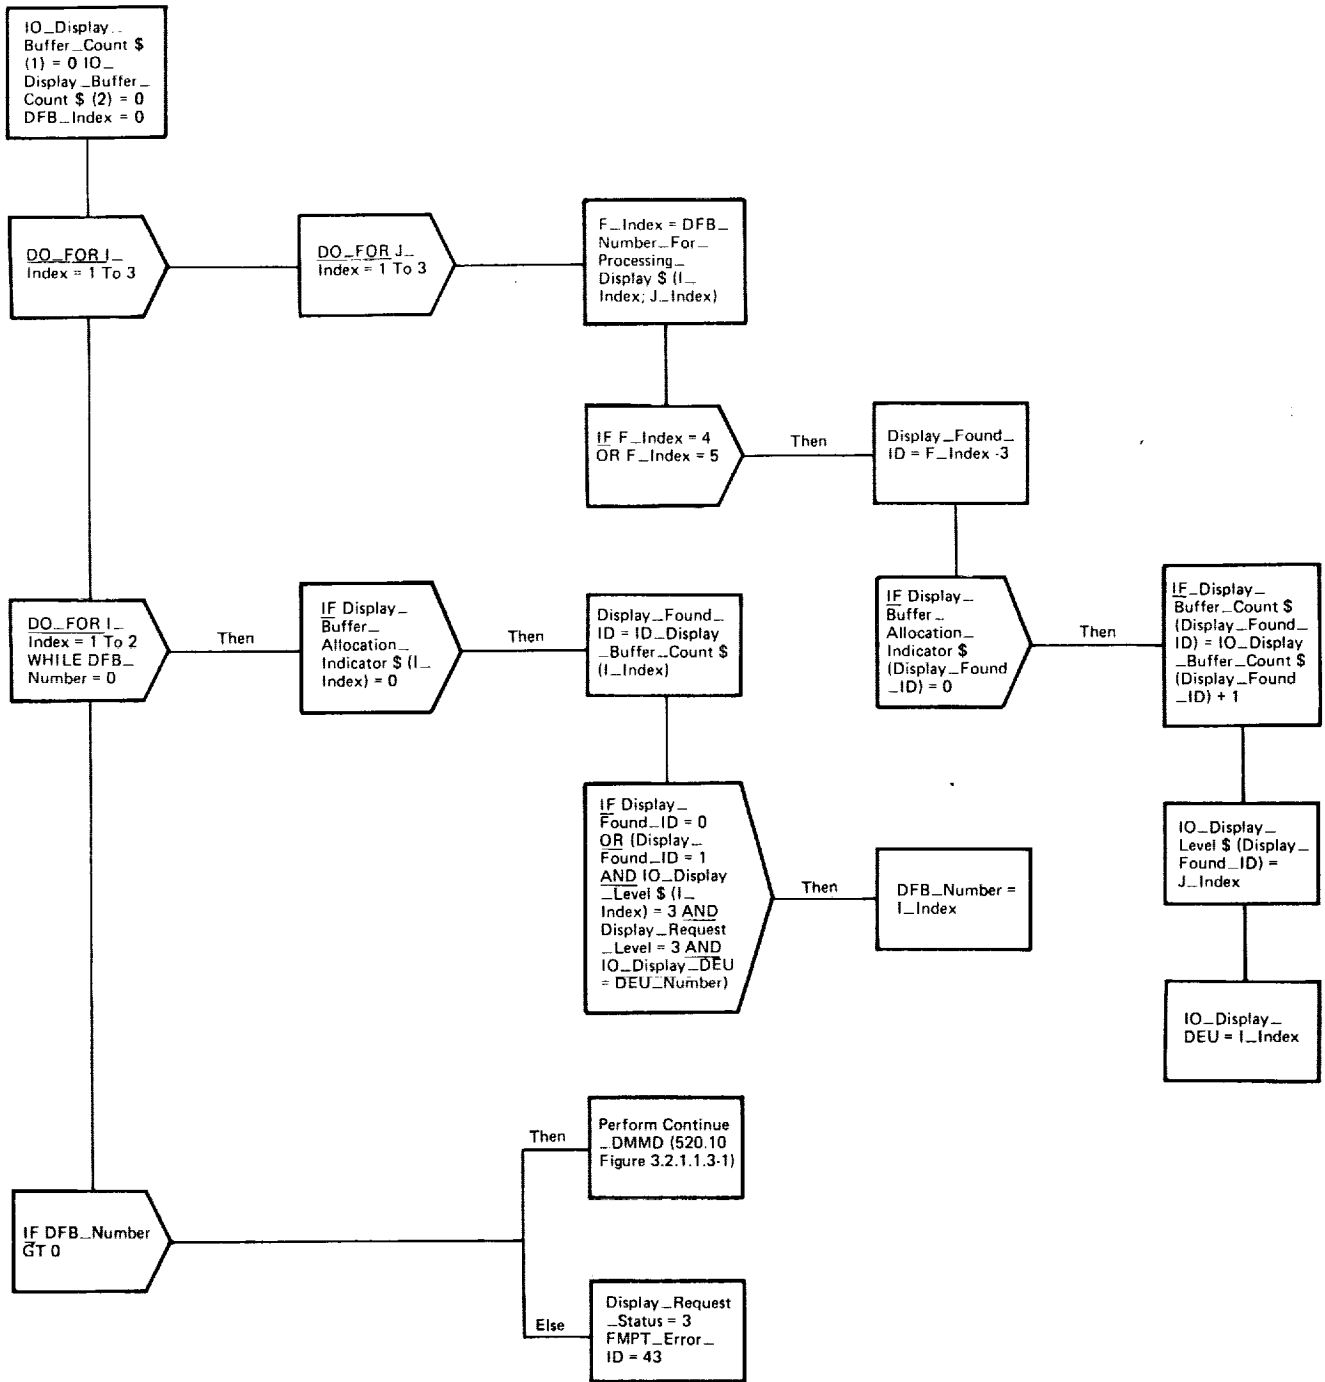 IO_Display_
Buffer_Count $
(1) = 0 IO_
Display_Buffer_
Count $ (2) = 0
DFB_Index = 0
DO_FOR I_
Index = 1 To 3
DO_FOR J_
Index = 1 To 3
F_Index = DFB_
Number_For_
Processing_
Display $ (I_
Index; J_Index)
IF F_Index = 4
OR F_Index = 5
Then
Display_Found_
ID = F_Index -3
IF Display_
Buffer_
Allocation_
Indicator $
(Display_Found
_ID) = 0
Then
IF_Display_
Buffer_Count $
(Display_Found_
ID) = IO_Display
_Buffer_Count $
(Display_Found
_ID) + 1
IO_Display_
Level $ (Display_
Found_ID) =
J_Index
IO_Display_
DEU = I_Index
DO_FOR I_
Index = 1 To 2
WHILE DFB_
Number = 0
Then
IF Display_
Buffer_
Allocation_
Indicator $ (I_
Index) = 0
Then
Display_Found_
ID = ID_Display
_Buffer_Count $
(I_Index)
IF Display_
Found_ID = 0
OR (Display_
Found_ID = 1
AND IO_Display
_Level $ (I_
Index) = 3 AND
Display_Request
_Level = 3 AND
IO_Display_DEU
= DEU_Number)
Then
DFB_Number =
I_Index
IF DFB_Number
GT 0
Then
Perform Continue
_DMMD (520.10
Figure 3.2.1.1.3-1)
Else
Display_Request
_Status = 3
FMPT_Error_
ID = 43